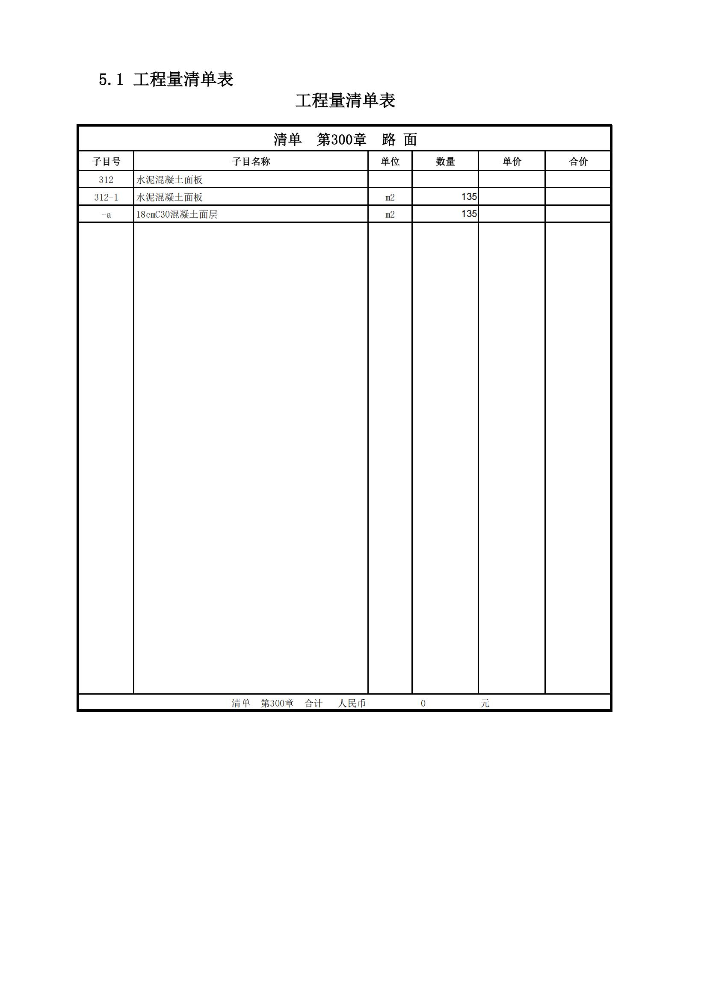 5.1 工程量清单表
工程量清单表
清单 第300章 路 面
子目号 子目名称 单位 数量 单价 合价
312 水泥混凝土面板
312-1 水泥混凝土面板 m2 135
-a 18cmC30混凝土面层 m2 135
清单 第300章 合计 人民币 0 元